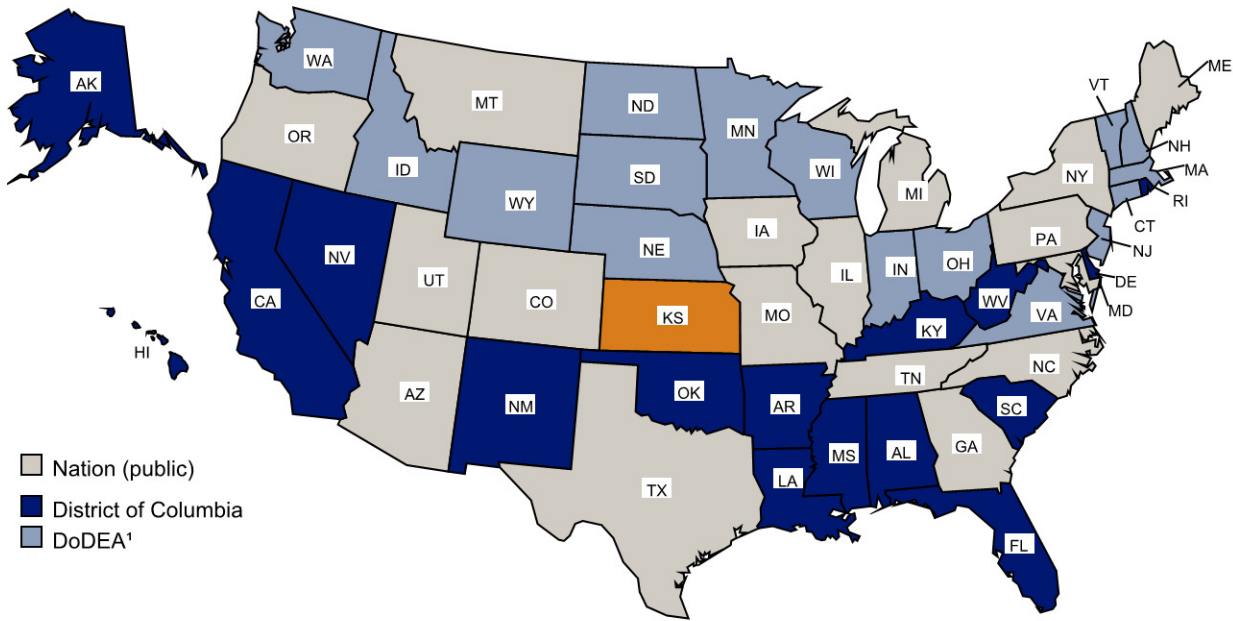 AK
WA
MT
ND
MN
VT
ME
OR
ID
SD
WI
NH
MA
WY
MI
NY
RI
CT
NV
NE
IA
PA
NJ
CA
UT
CO
IL
IN
OH
DE
MD
KS
MO
WV
VA
KY
HI
AZ
NM
OK
AR
TN
NC
SC
MS
AL
GA
LA
TX
FL
Nation (public)
District of Columbia
DoDEA¹